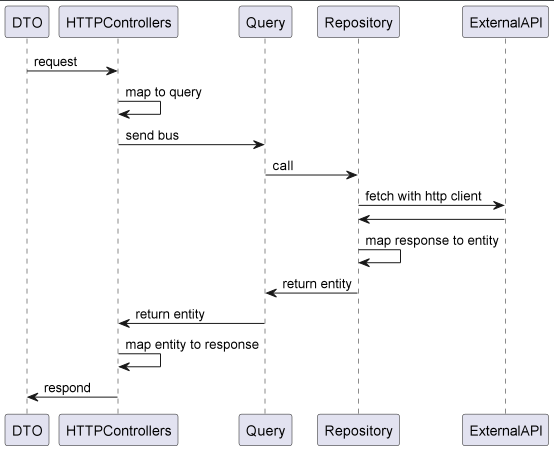 DTO HTTPControllers Query Repository ExternalAPI
request
map to query
send bus
call
fetch with http client
map response to entity
return entity
return entity
map entity to response
respond
DTO HTTPControllers Query Repository ExternalAPI